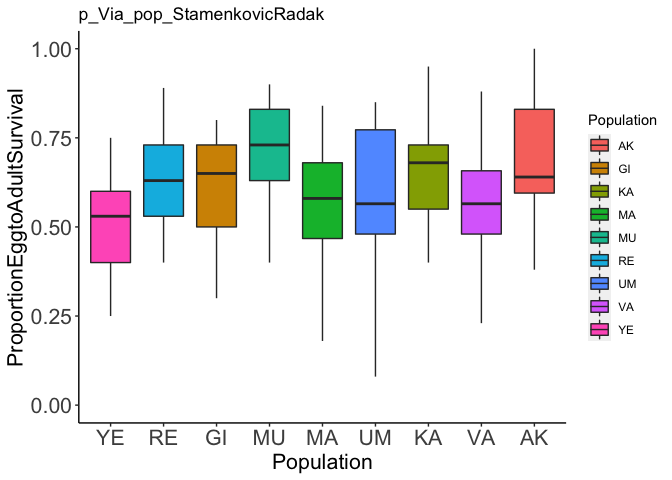 p_Via_pop_StamenkovicRadak
ProportionEggtoAdultSurvival
1.00
0.75
0.50
0.25
0.00
YE RE GI MU MA UM KA VA AK
Population
Population
AK
GI
KA
MA
MU
RE
UM
VA
YE